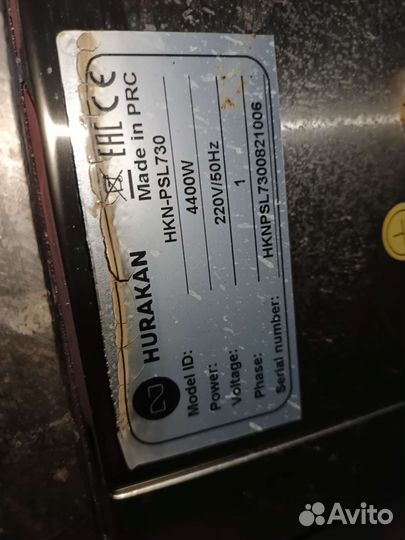 HURAKAN
EAC CE
Made in PRC
Model ID: HKN-PSL730
Power: 4400W
Voltage: 220V/50Hz
Phase: 1
Serial number: HKNPSL7300821006
Avito